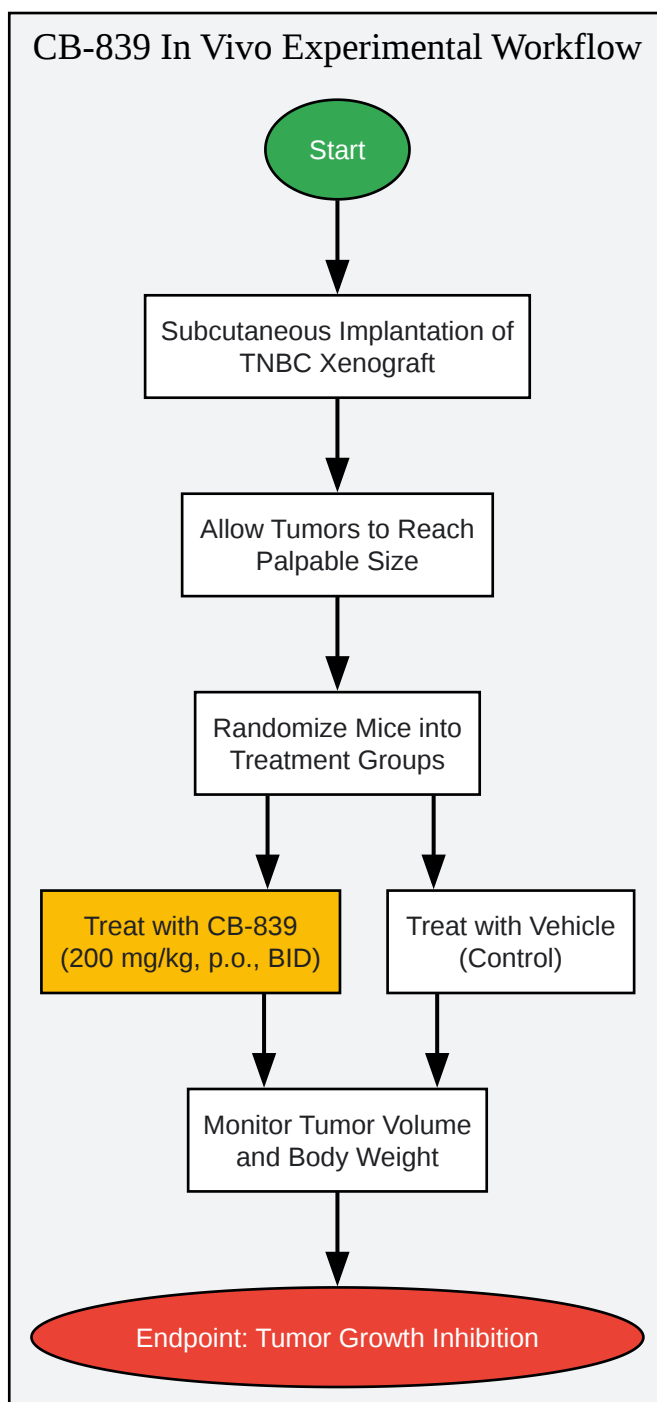 CB-839 In Vivo Experimental Workflow
Start
Subcutaneous Implantation of
TNBC Xenograft
Allow Tumors to Reach
Palpable Size
Randomize Mice into
Treatment Groups
Treat with CB-839
(200 mg/kg, p.o., BID)
Treat with Vehicle
(Control)
Monitor Tumor Volume
and Body Weight
Endpoint: Tumor Growth Inhibition